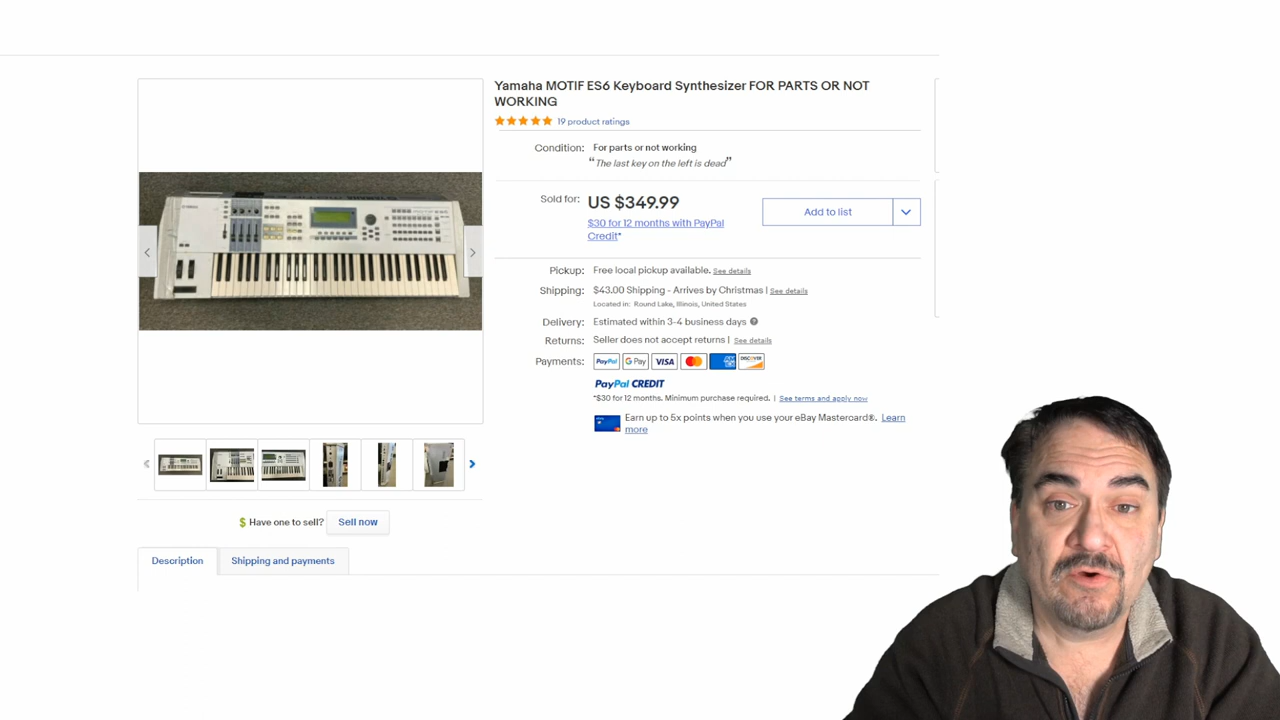 Yamaha MOTIF ES6 Keyboard Synthesizer FOR PARTS OR NOT
WORKING
19 product ratings
Condition: For parts or not working
“The last key on the left is dead”
Sold for: US $349.99
$30 for 12 months with PayPal
Credit*
Add to list
Pickup: Free local pickup available. See details
Shipping: $43.00 Shipping - Arrives by Christmas | See details
Located in: Round Lake, Illinois, United States
Delivery: Estimated within 3-4 business days
Returns: Seller does not accept returns | See details
Payments: PayPal G Pay VISA DISCOVER
PayPal CREDIT
*$30 for 12 months. Minimum purchase required. | See terms and apply now
Earn up to 5x points when you use your eBay Mastercard®. Learn
more
$ Have one to sell? Sell now
Description Shipping and payments